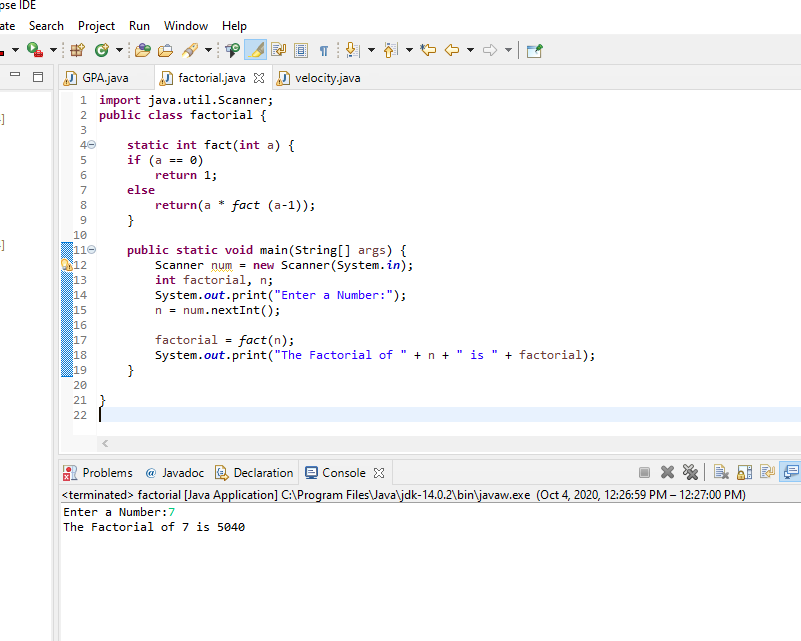 pse IDE
ate Search Project Run Window Help
GPA.java factorial.java velocity.java
1 import java.util.Scanner;
2 public class factorial {
3
4 static int fact(int a) {
5 if (a == 0)
6 return 1;
7 else
8 return(a * fact (a-1));
9 }
10
11 public static void main(String[] args) {
12 Scanner num = new Scanner(System.in);
13 int factorial, n;
14 System.out.print("Enter a Number:");
15 n = num.nextInt();
16
17 factorial = fact(n);
18 System.out.print("The Factorial of " + n + " is " + factorial);
19 }
20
21 }
22
Problems @ Javadoc Declaration Console
<terminated> factorial [Java Application] C:\Program Files\Java\jdk-14.0.2\bin\javaw.exe (Oct 4, 2020, 12:26:59 PM – 12:27:00 PM)
Enter a Number:7
The Factorial of 7 is 5040